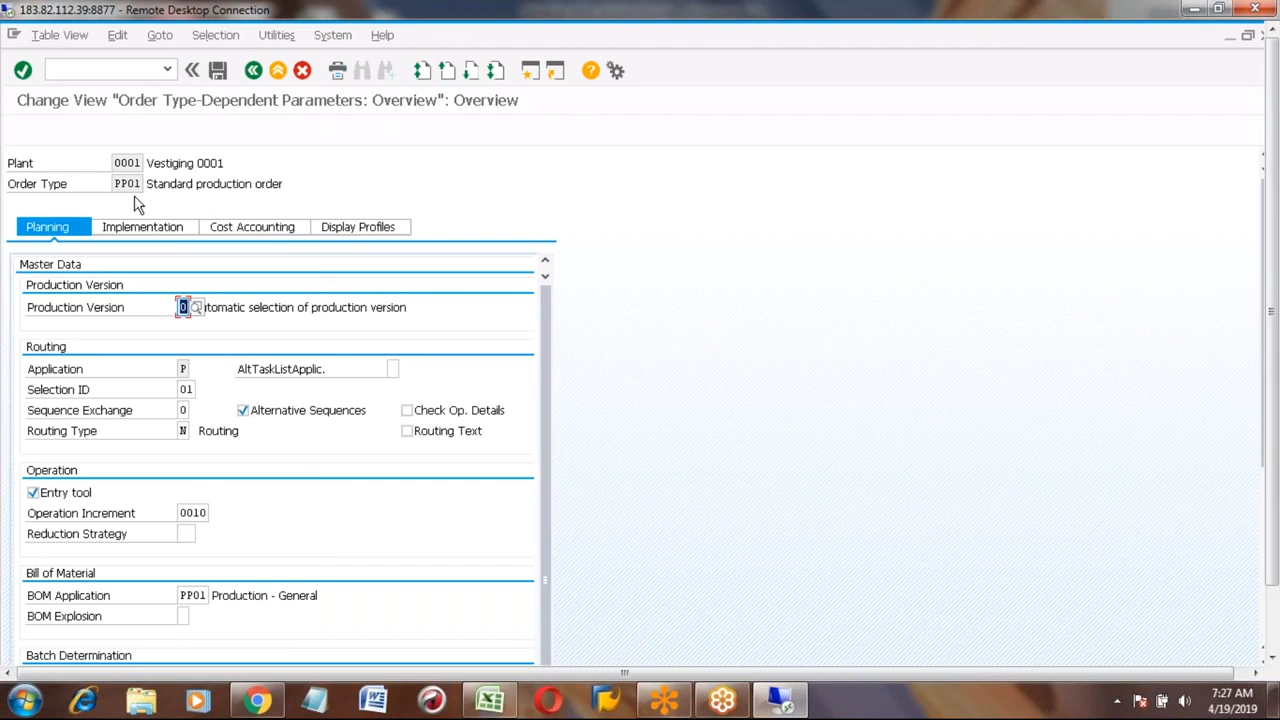 183.82.112.39:8877 - Remote Desktop Connection
Table View Edit Goto Selection Utilities System Help
Change View "Order Type-Dependent Parameters: Overview": Overview
Plant 0001 Vestiging 0001
Order Type PP01 Standard production order
Planning Implementation Cost Accounting Display Profiles
Master Data
Production Version
Production Version 0 tomatic selection of production version
Routing
Application P AltTaskListApplic.
Selection ID 01
Sequence Exchange 0 Alternative Sequences Check Op. Details
Routing Type N Routing Routing Text
Operation
Entry tool
Operation Increment 0010
Reduction Strategy
Bill of Material
BOM Application PP01 Production - General
BOM Explosion
Batch Determination
7:27 AM
4/19/2019